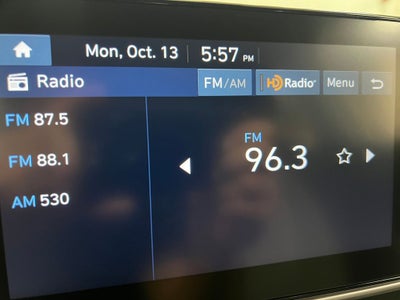 Mon, Oct. 13 5:57 PM
Radio FM/AM HD Radio Menu
FM 87.5
FM 88.1
AM 530
FM
96.3